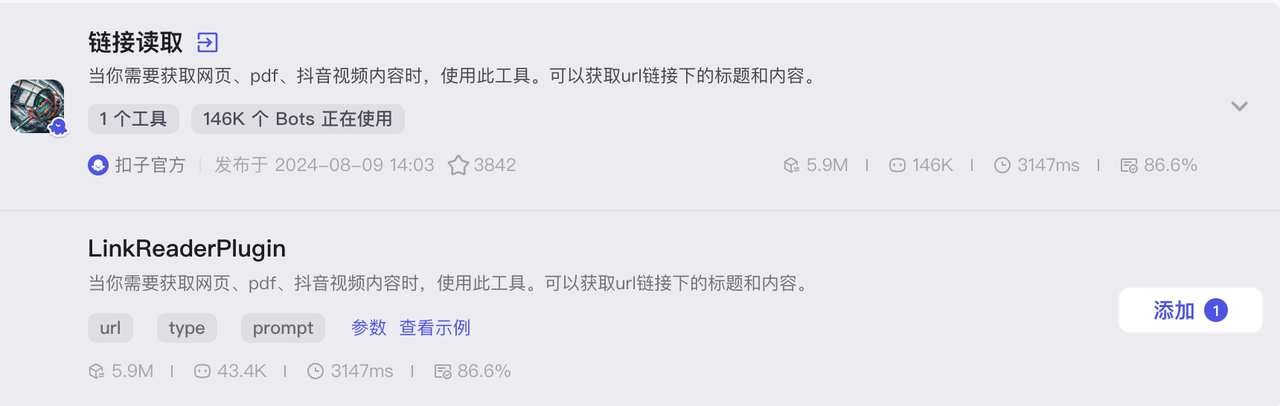 链接读取
当你需要获取网页、pdf、抖音视频内容时，使用此工具。可以获取url链接下的标题和内容。
1 个工具 146K 个 Bots 正在使用
扣子官方 发布于 2024-08-09 14:03 3842 5.9M 146K 3147ms 86.6%
LinkReaderPlugin
当你需要获取网页、pdf、抖音视频内容时，使用此工具。可以获取url链接下的标题和内容。
添加 1
url type prompt 参数 查看示例
5.9M 43.4K 3147ms 86.6%